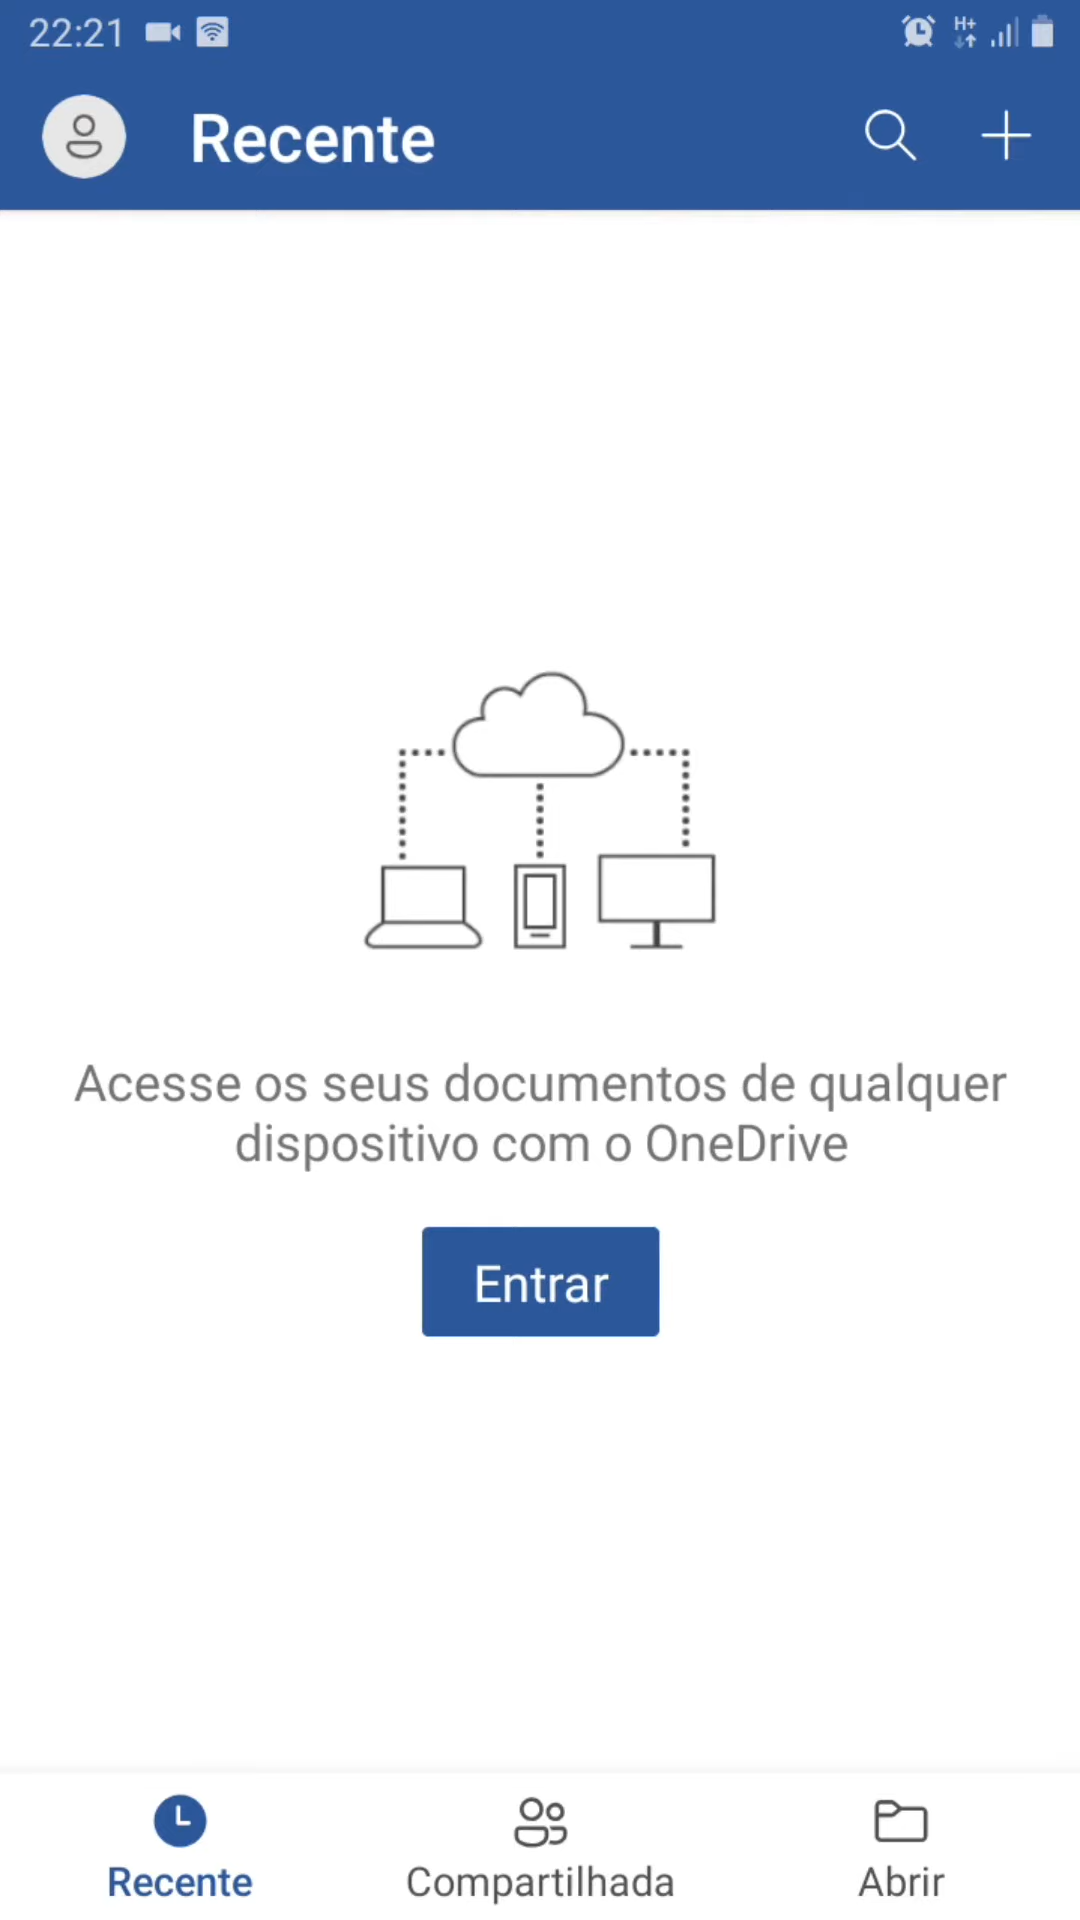 22:21 H+
Recente
Acesse os seus documentos de qualquer
dispositivo com o OneDrive
Entrar
Recente Compartilhada Abrir